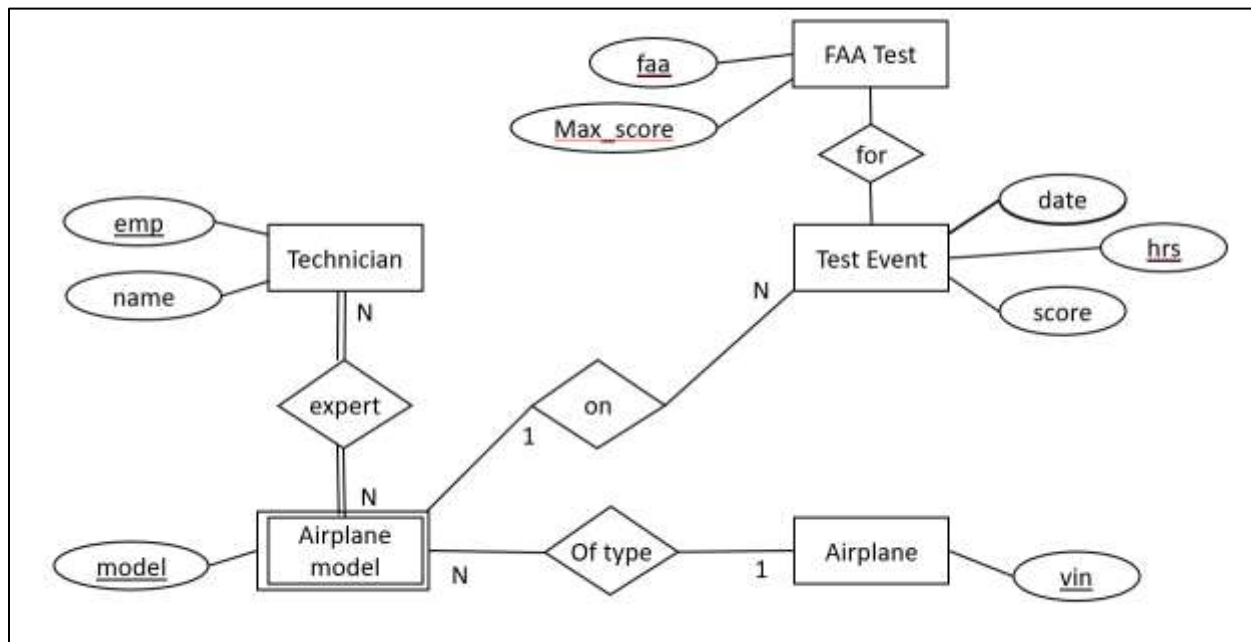 FAA Test
faa
Max_score
for
date
emp
Technician
Test Event
hrs
name
N
N
score
expert
on
1
N
Airplane
model
model
Of type
Airplane
N
1
vin